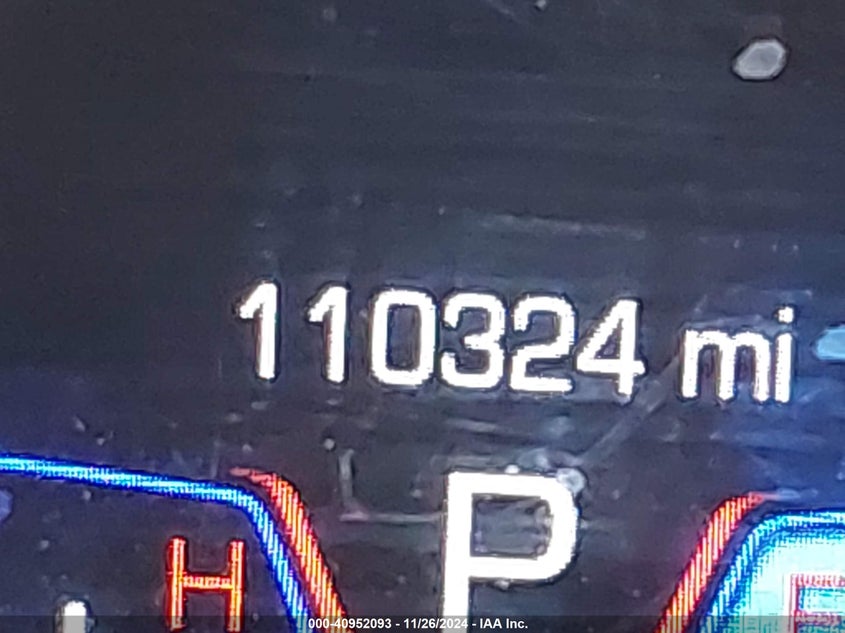 110324 mi
P
H
000-40952093 - 11/26/2024 - IAA Inc.